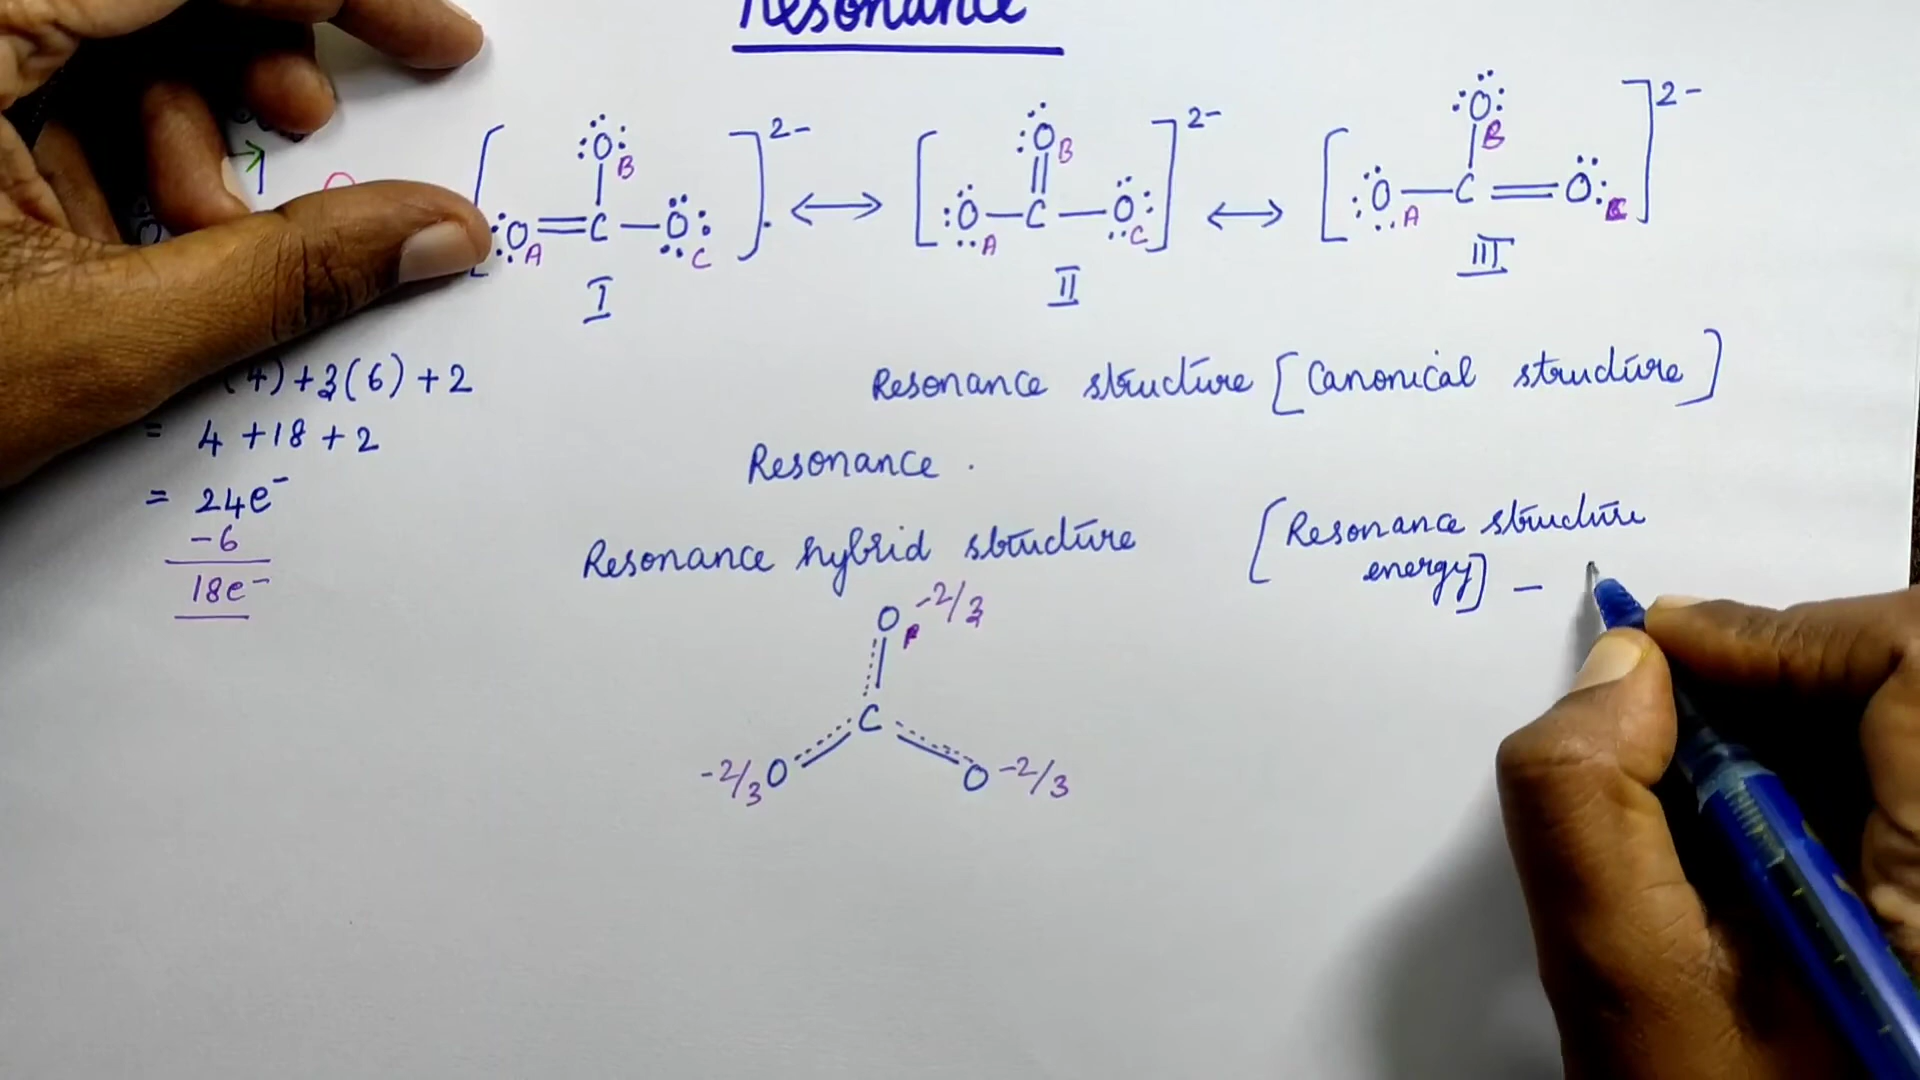 Resonance
[:O=C-O:]2- ↔ [:O-C-O:]2- ↔ [:O-C=O:]2-
O B O B O B
A C A C A C
I II III
(4)+3(6)+2
= 4+18+2
= 24e-
-6
18e-
Resonance structure [Canonical structure]
Resonance .
Resonance hybrid structure
[Resonance structure
energy] -
O -2/3
C
-2/3 O O -2/3